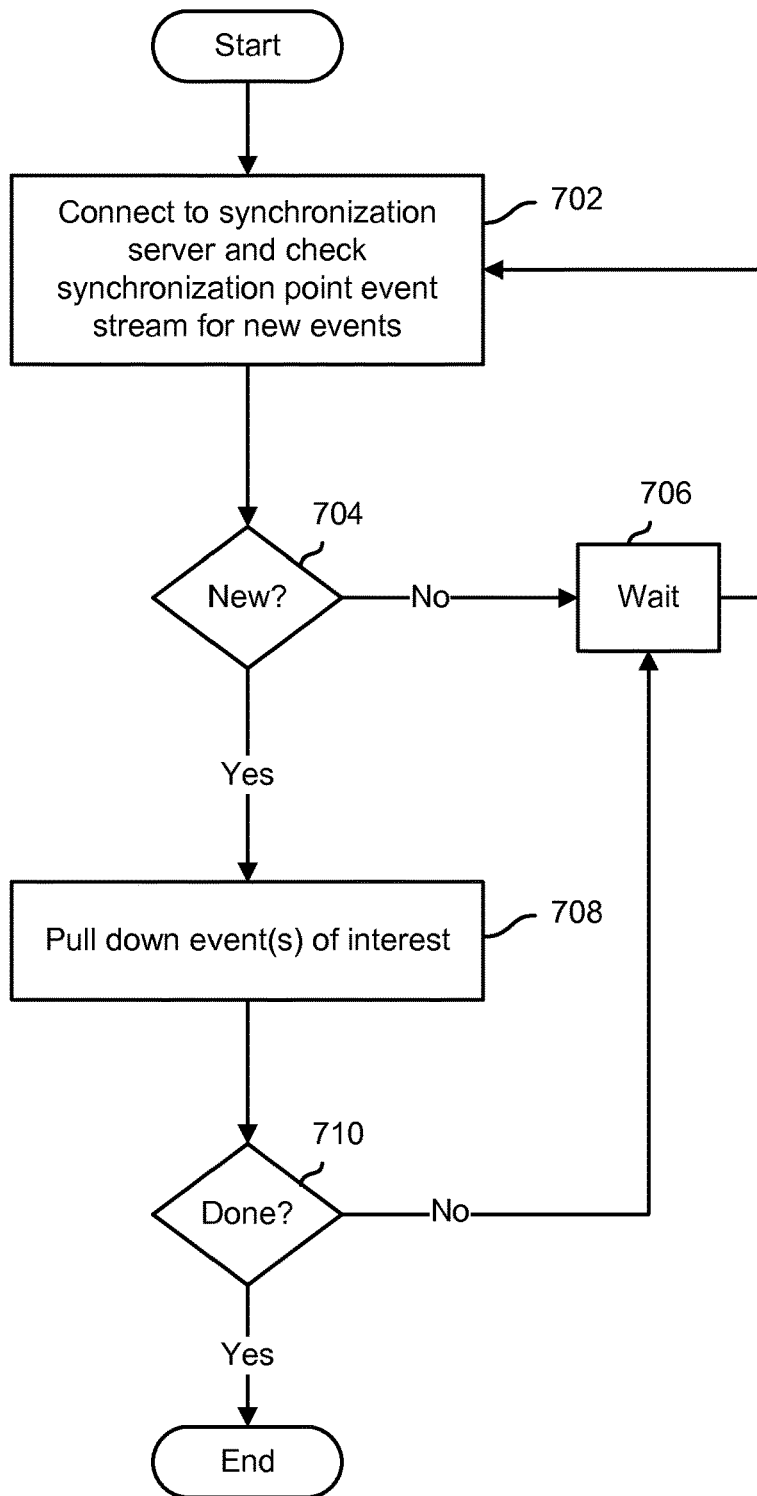 Start
Connect to synchronization
server and check
synchronization point event
stream for new events
702
704
New?
No
706
Wait
Yes
Pull down event(s) of interest
708
710
Done?
No
Yes
End